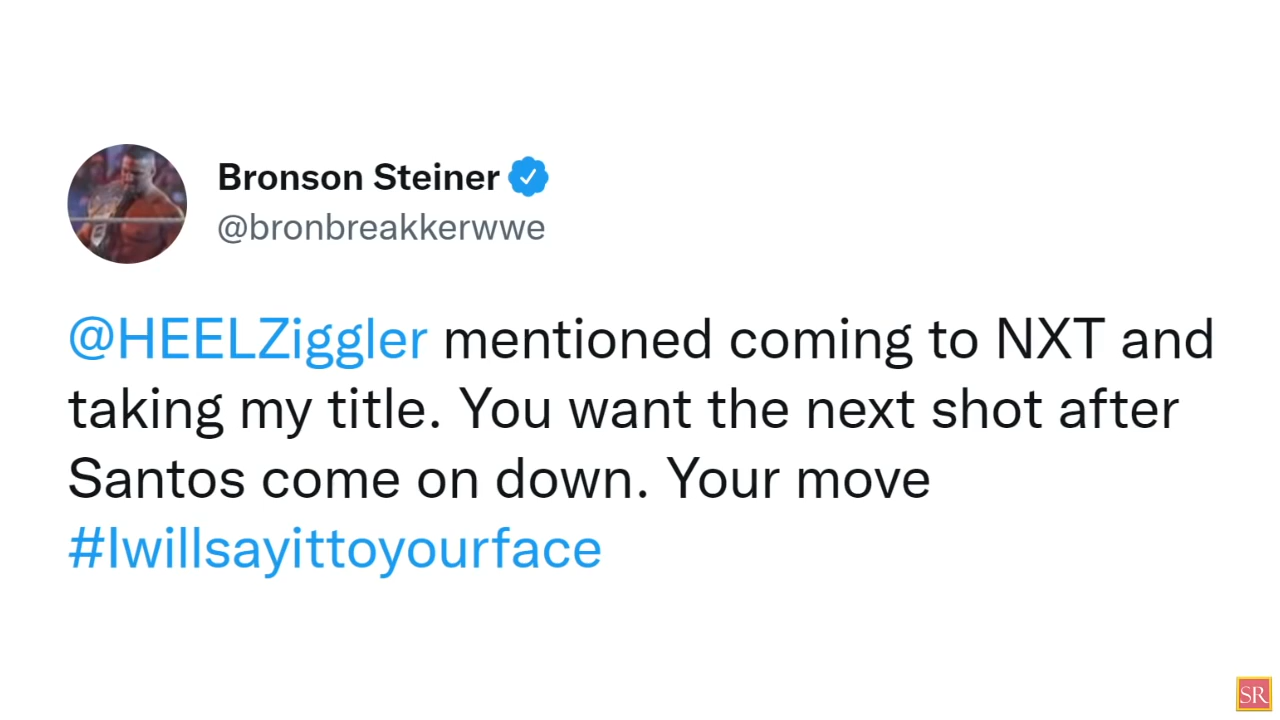 Bronson Steiner
@bronbreakkerwwe
@HEELZiggler mentioned coming to NXT and
taking my title. You want the next shot after
Santos come on down. Your move
#Iwillsayittoyourface
SR